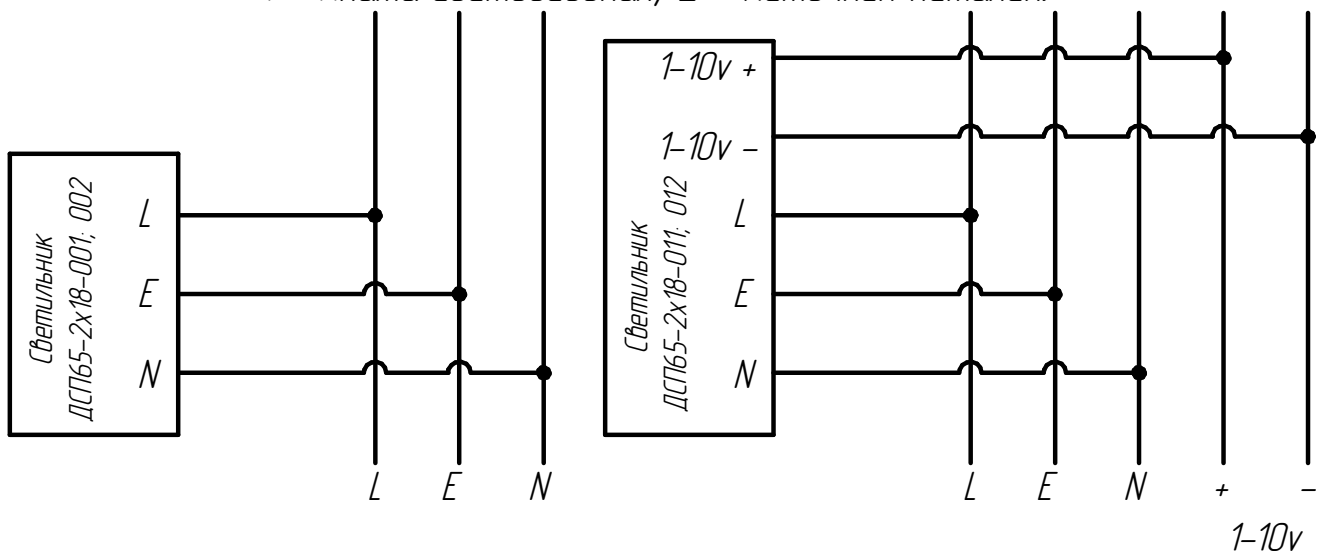 1–10v +
1–10v –
Светильник
ДСП65–2х18–001; 002
L
E
N
Светильник
ДСП65–2х18–011; 012
L
E
N
L E N
L E N + –
1–10v